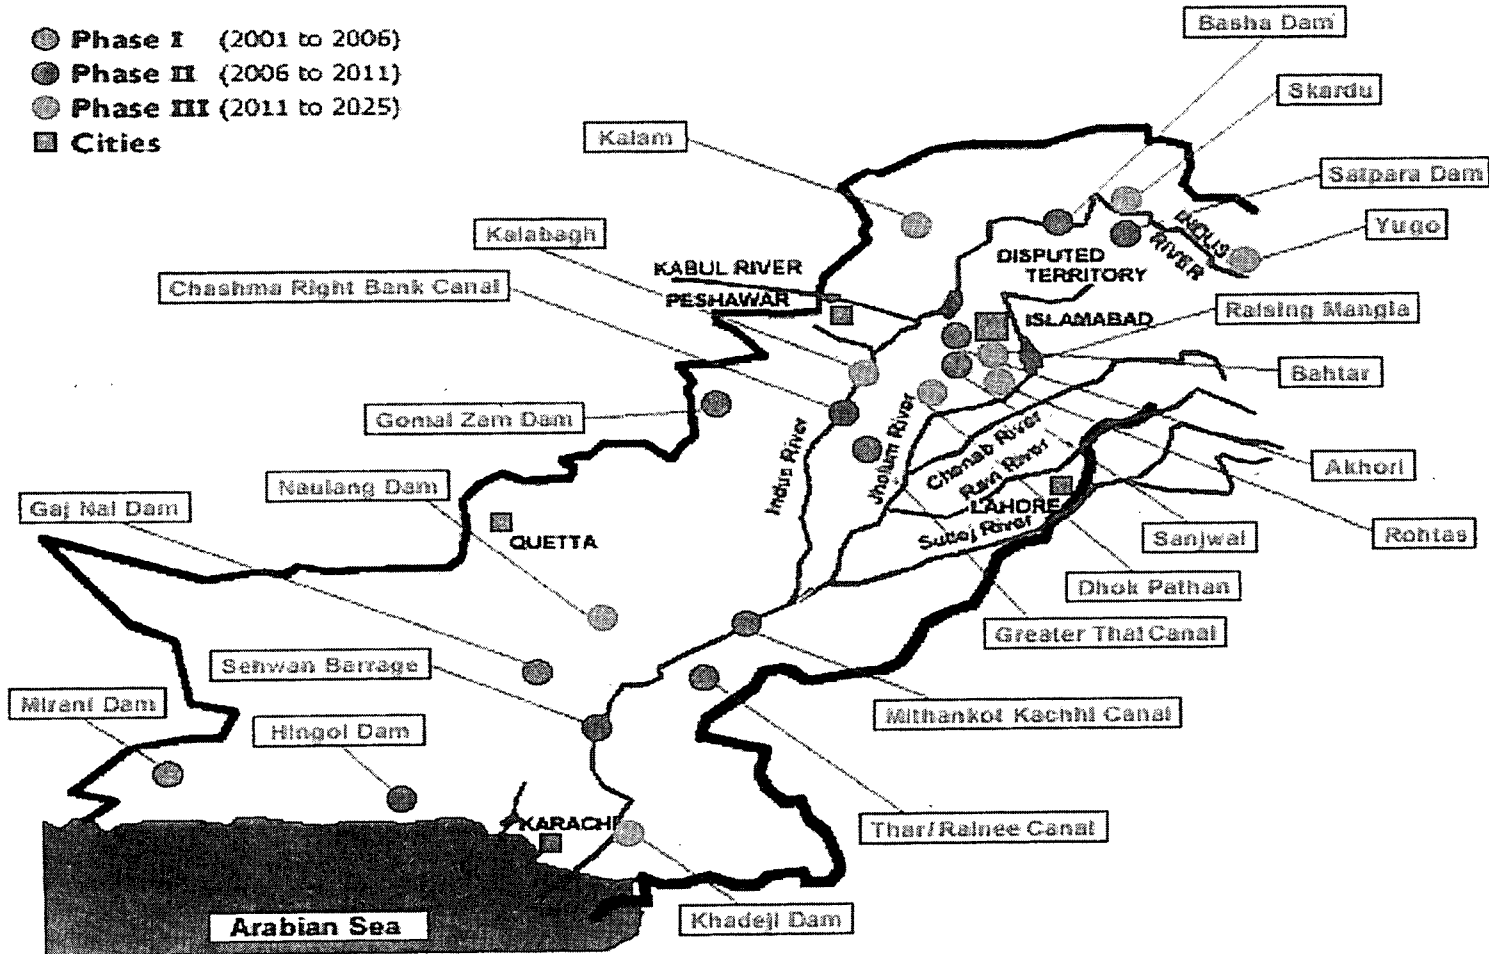 Phase I (2001 to 2006)
Phase II (2006 to 2011)
Phase III (2011 to 2025)
Cities
Basha Dam
Skardu
Kalam
Satpara Dam
Yugo
Kalabagh
INDUS
RIVER
DISPUTED
TERRITORY
KABUL RIVER
Chashma Right Bank Canal
PESHAWAR
ISLAMABAD
Raising Mangla
Bahtar
Gomal Zam Dam
Indus River
Jhelum River
Chenab River
Ravi River
Akhori
Naulang Dam
Gaj Nai Dam
LAHORE
Sutlej River
QUETTA
Sanjwal
Rohtas
Dhok Pathan
Greater Thal Canal
Sehwan Barrage
Mirani Dam
Mithankot Kachhi Canal
Hingol Dam
KARACHI
Thar/Rainee Canal
Arabian Sea
Khadeji Dam